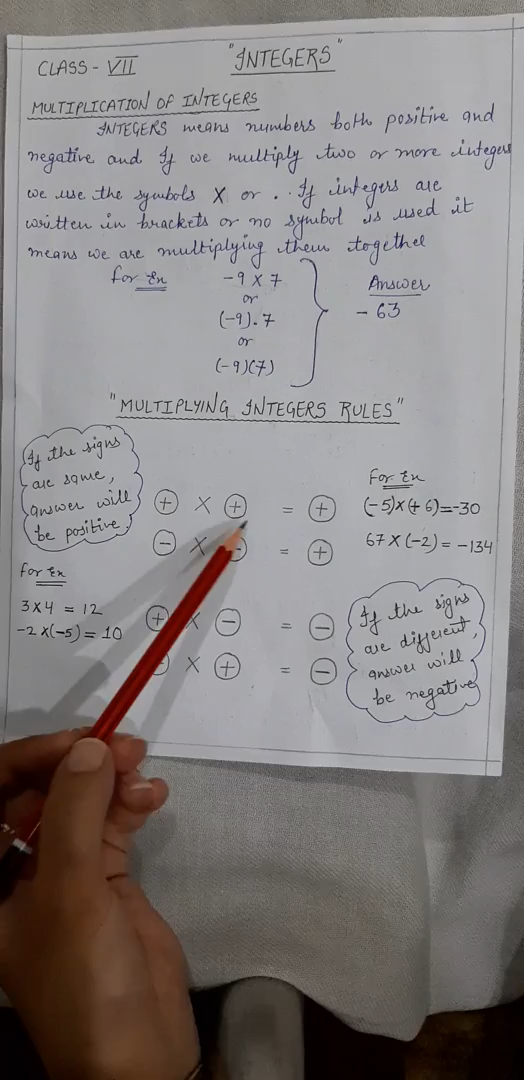 CLASS - VII "INTEGERS"
MULTIPLICATION OF INTEGERS
INTEGERS means numbers both positive and
negative and If we multiply two or more integers
we use the symbols X or . . If integers are
written in brackets or no symbol is used it
means we are multiplying them together
For Ex -9 X 7 Answer
or - 63
(-9).7
or
(-9)(7)
"MULTIPLYING INTEGERS RULES"
If the signs
are same,
answer will
be positive.
+ X + = +
- X = +
For Ex
(-5)x(+6)=-30
67 X (-2) = -134
For Ex
3 X 4 = 12
-2 X(-5) = 10
+ X - = -
X + = -
If the signs
are different,
answer will
be negative